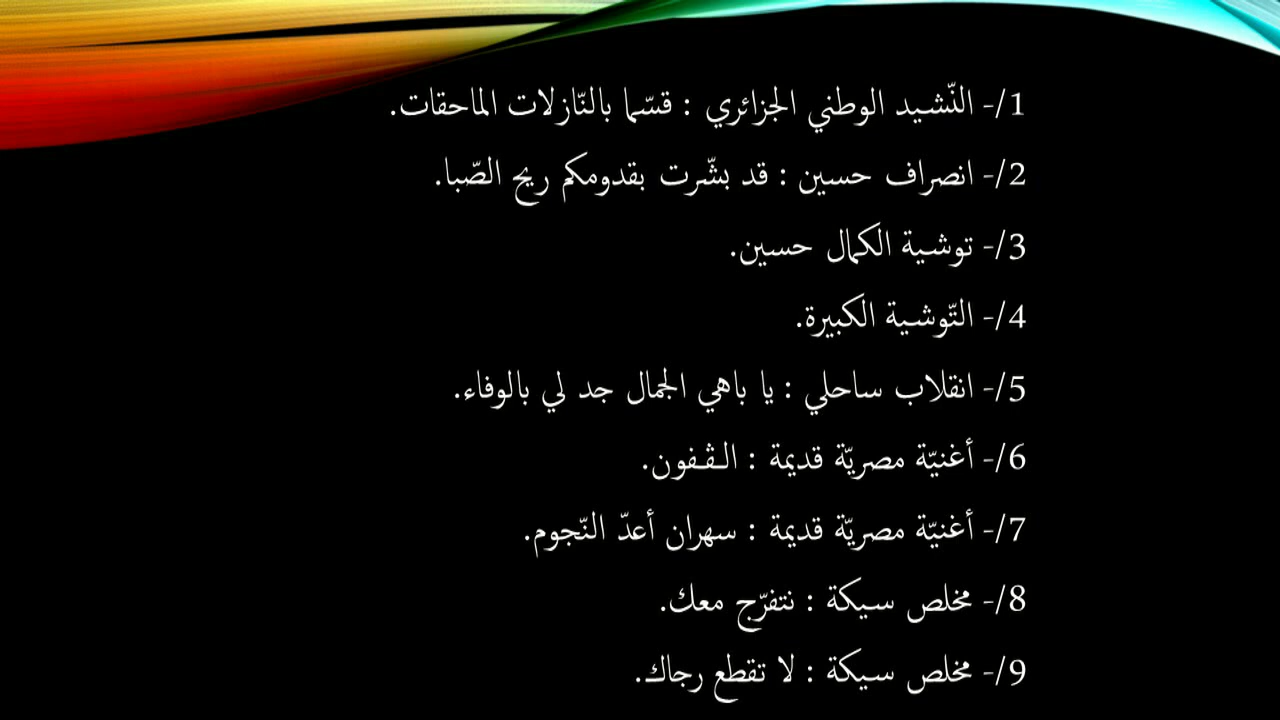 1/- النّشيد الوطني الجزائري : قسّما بالنّازلات الماحقات.
2/- انصراف حسين : قد بشّرت بقدومكم ريح الصّبا.
3/- توشية الكمال حسين.
4/- التّوشية الكبيرة.
5/- انقلاب ساحلي : يا باهي الجمال جد لي بالوفاء.
6/- أغنيّة مصريّة قديمة : الـڤـفون.
7/- أغنيّة مصريّة قديمة : سهران أعدّ النّجوم.
8/- مخلص سيكة : نتفرّج معك.
9/- مخلص سيكة : لا تقطع رجاك.